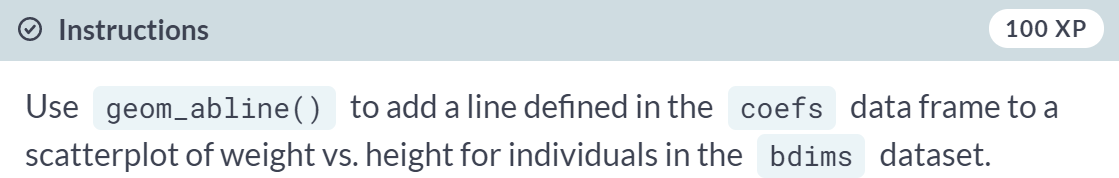 Instructions 100 XP
Use geom_abline() to add a line defined in the coefs data frame to a
scatterplot of weight vs. height for individuals in the bdims dataset.